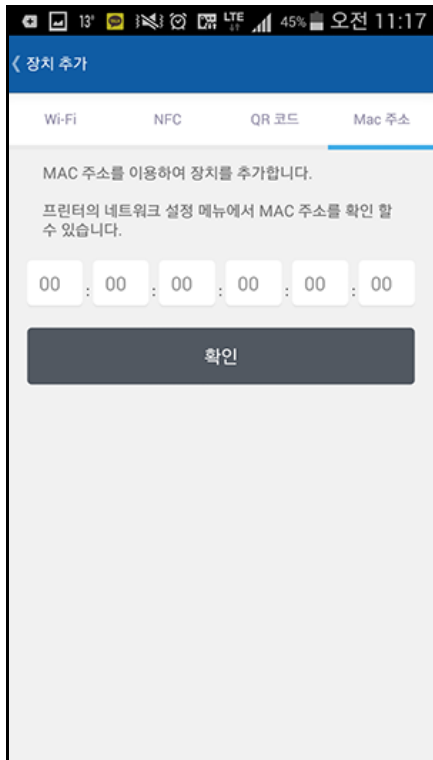 13° LTE 45% 오전 11:17
장치 추가
Wi-Fi NFC QR 코드 Mac 주소
MAC 주소를 이용하여 장치를 추가합니다.
프린터의 네트워크 설정 메뉴에서 MAC 주소를 확인 할
수 있습니다.
00 : 00 : 00 : 00 : 00 : 00
확인